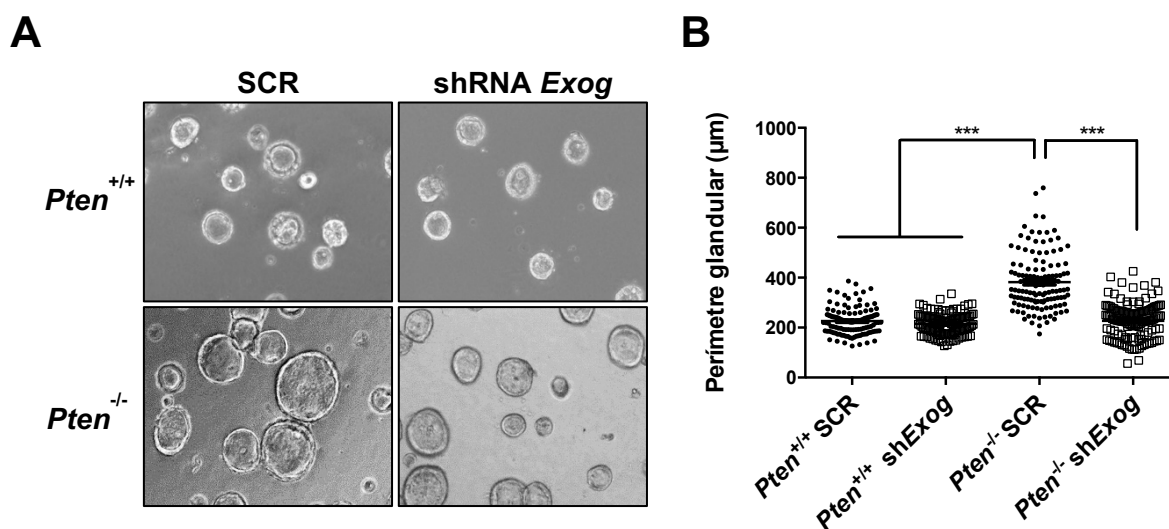 A
SCR
shRNA Exog
Pten+/+
Pten-/-
B
Perímetre glandular (µm)
1000
800
600
400
200
0
***
***
Pten+/+ SCR
Pten+/+ shExog
Pten-/- SCR
Pten-/- shExog